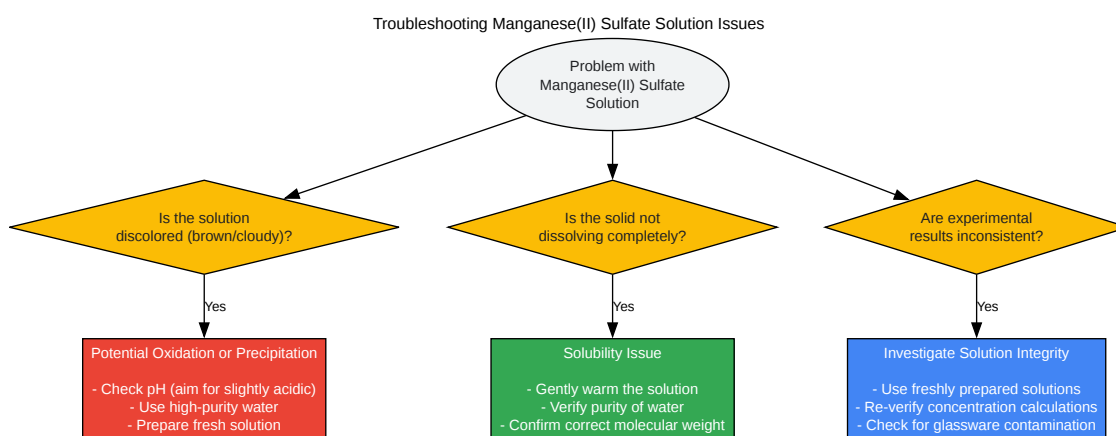 Troubleshooting Manganese(II) Sulfate Solution Issues
Problem with
Manganese(II) Sulfate
Solution
Is the solution
discolored (brown/cloudy)?
Is the solid not
dissolving completely?
Are experimental
results inconsistent?
Yes
Yes
Yes
Potential Oxidation or Precipitation
- Check pH (aim for slightly acidic)
- Use high-purity water
- Prepare fresh solution
Solubility Issue
- Gently warm the solution
- Verify purity of water
- Confirm correct molecular weight
Investigate Solution Integrity
- Use freshly prepared solutions
- Re-verify concentration calculations
- Check for glassware contamination